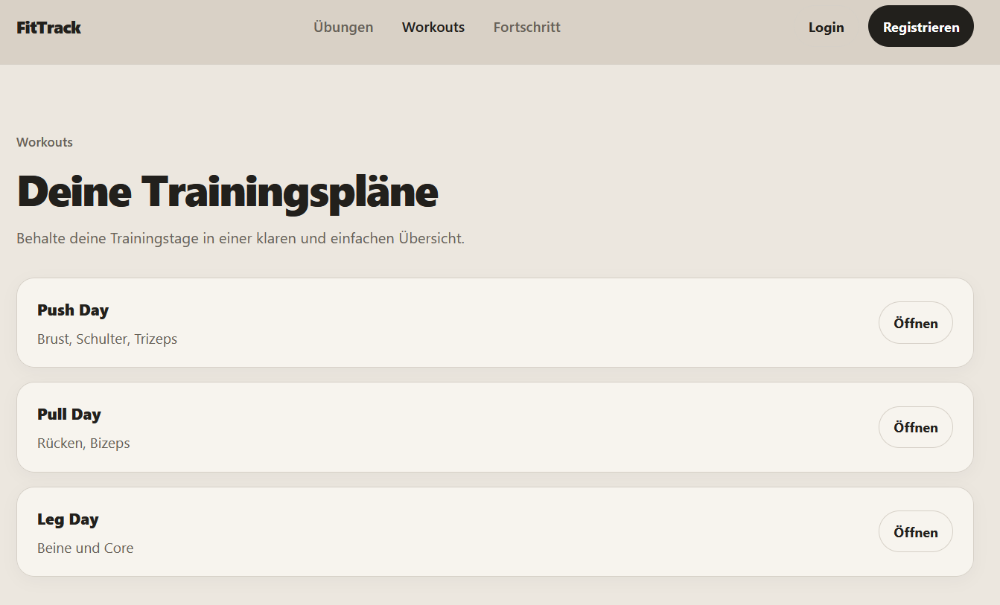 FitTrack
Übungen
Workouts
Fortschritt
Login
Registrieren
Workouts
Deine Trainingspläne
Behalte deine Trainingstage in einer klaren und einfachen Übersicht.
Push Day
Brust, Schulter, Trizeps
Öffnen
Pull Day
Rücken, Bizeps
Öffnen
Leg Day
Beine und Core
Öffnen